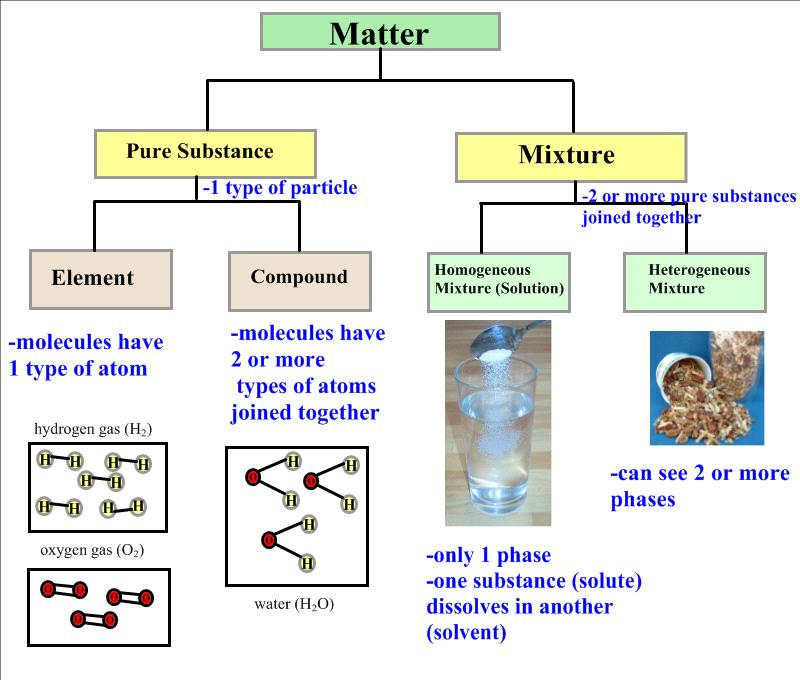 Matter
Pure Substance
Mixture
-1 type of particle
-2 or more pure substances
joined together
Element
Compound
Homogeneous
Mixture (Solution)
Heterogeneous
Mixture
-molecules have
1 type of atom
-molecules have
2 or more
types of atoms
joined together
hydrogen gas (H₂)
H H H H
H H
H H H H
oxygen gas (O₂)
O O O O
O O
H H
O O
H H
H
O
H
water (H₂O)
-only 1 phase
-one substance (solute)
dissolves in another
(solvent)
-can see 2 or more
phases